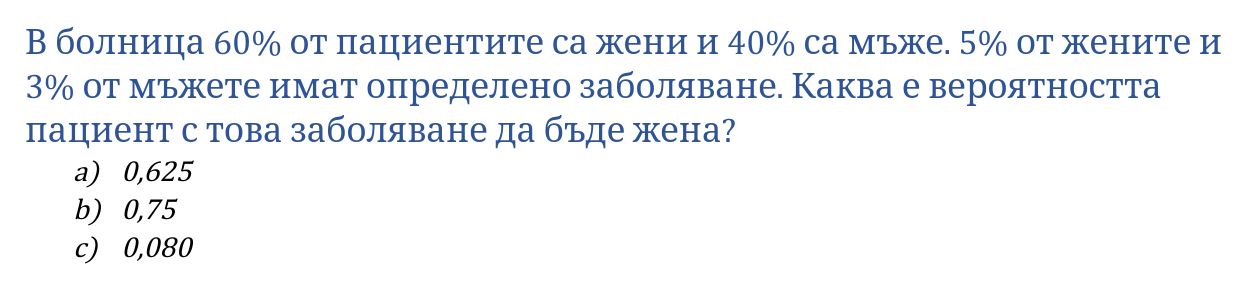 В болница 60% от пациентите са жени и 40% са мъже. 5% от жените и
3% от мъжете имат определено заболяване. Каква е вероятността
пациент с това заболяване да бъде жена?
a) 0,625
b) 0,75
c) 0,080